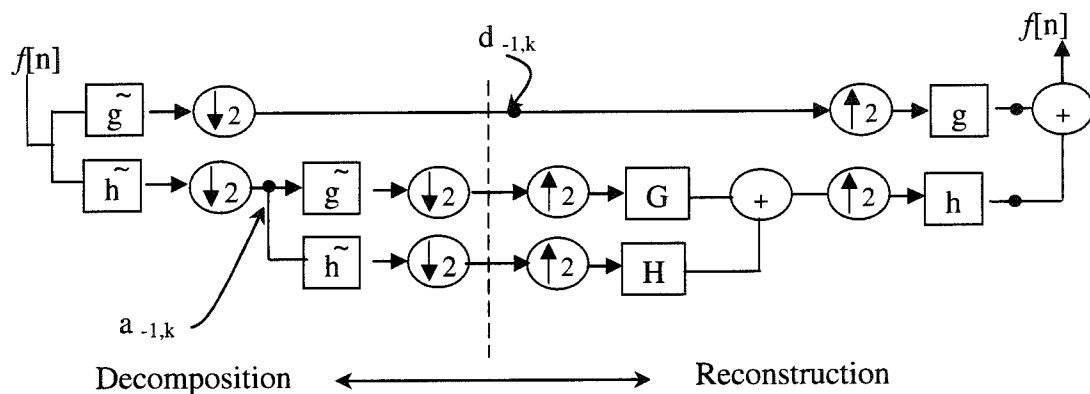 d -1,k
f[n]
f[n]
g̃
↓2
↑2
g
+
h̃
↓2
g̃
↓2
↑2
G
+
↑2
h
h̃
↓2
↑2
H
a -1,k
Decomposition
Reconstruction